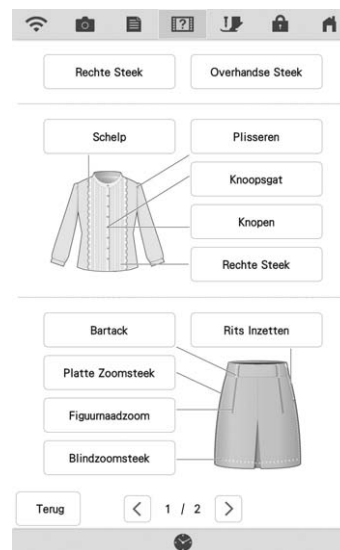 Rechte Steek
Overhandse Steek
Schelp
Plisseren
Knoopsgat
Knopen
Rechte Steek
Bartack
Rits Inzetten
Platte Zoomsteek
Figuurnaadzoom
Blindzoomsteek
Terug
< 1 / 2 >